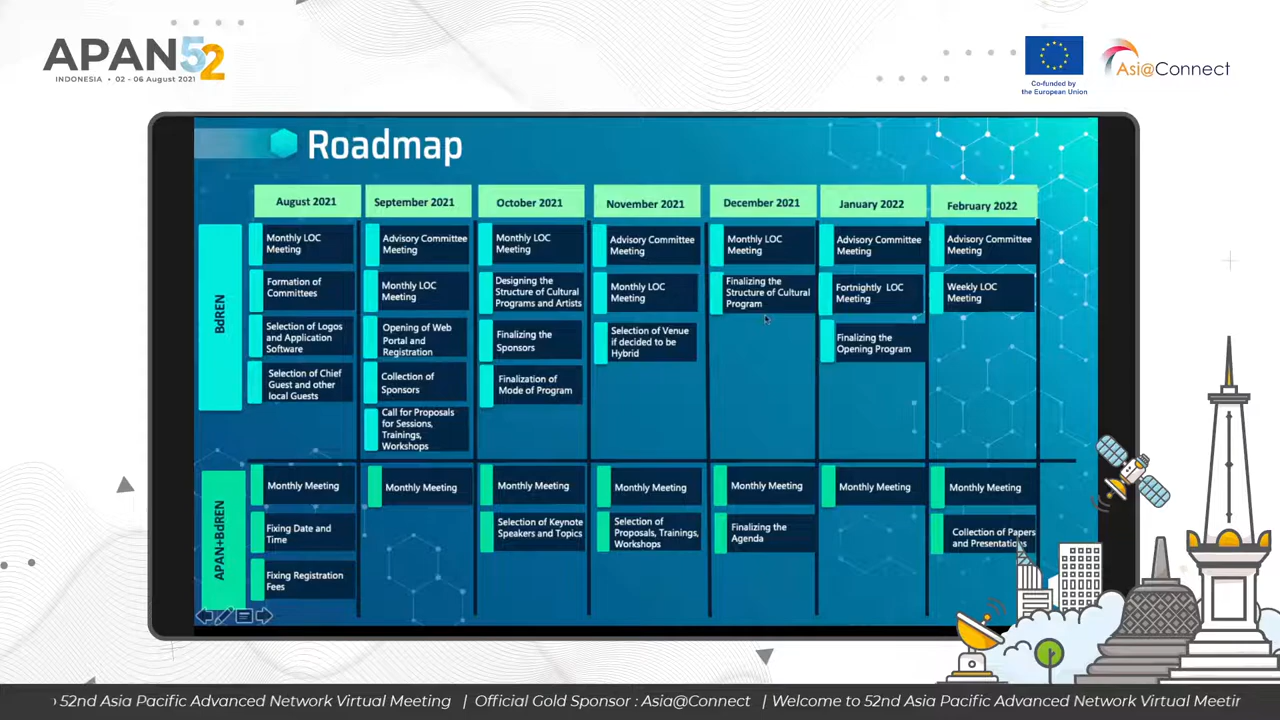 APAN52
INDONESIA • 02 - 06 August 2021
Co-funded by
the European Union
Asi@Connect
Roadmap
August 2021
September 2021
October 2021
November 2021
December 2021
January 2022
February 2022
BdREN
Monthly LOC
Meeting
Formation of
Committees
Selection of Logos
and Application
Software
Selection of Chief
Guest and other
local Guests
Advisory Committee
Meeting
Monthly LOC
Meeting
Opening of Web
Portal and
Registration
Collection of
Sponsors
Call for Proposals
for Sessions,
Trainings,
Workshops
Monthly LOC
Meeting
Designing the
Structure of Cultural
Programs and Artists
Finalizing the
Sponsors
Finalization of
Mode of Program
Advisory Committee
Meeting
Monthly LOC
Meeting
Selection of Venue
if decided to be
Hybrid
Monthly LOC
Meeting
Finalizing the
Structure of Cultural
Program
Advisory Committee
Meeting
Fortnightly LOC
Meeting
Finalizing the
Opening Program
Advisory Committee
Meeting
Weekly LOC
Meeting
APAN+BdREN
Monthly Meeting
Fixing Date and
Time
Fixing Registration
Fees
Monthly Meeting
Monthly Meeting
Selection of Keynote
Speakers and Topics
Monthly Meeting
Selection of
Proposals, Trainings,
Workshops
Monthly Meeting
Finalizing the
Agenda
Monthly Meeting
Monthly Meeting
Collection of Papers
and Presentations
o 52nd Asia Pacific Advanced Network Virtual Meeting | Official Gold Sponsor : Asia@Connect | Welcome to 52nd Asia Pacific Advanced Network Virtual Meetir